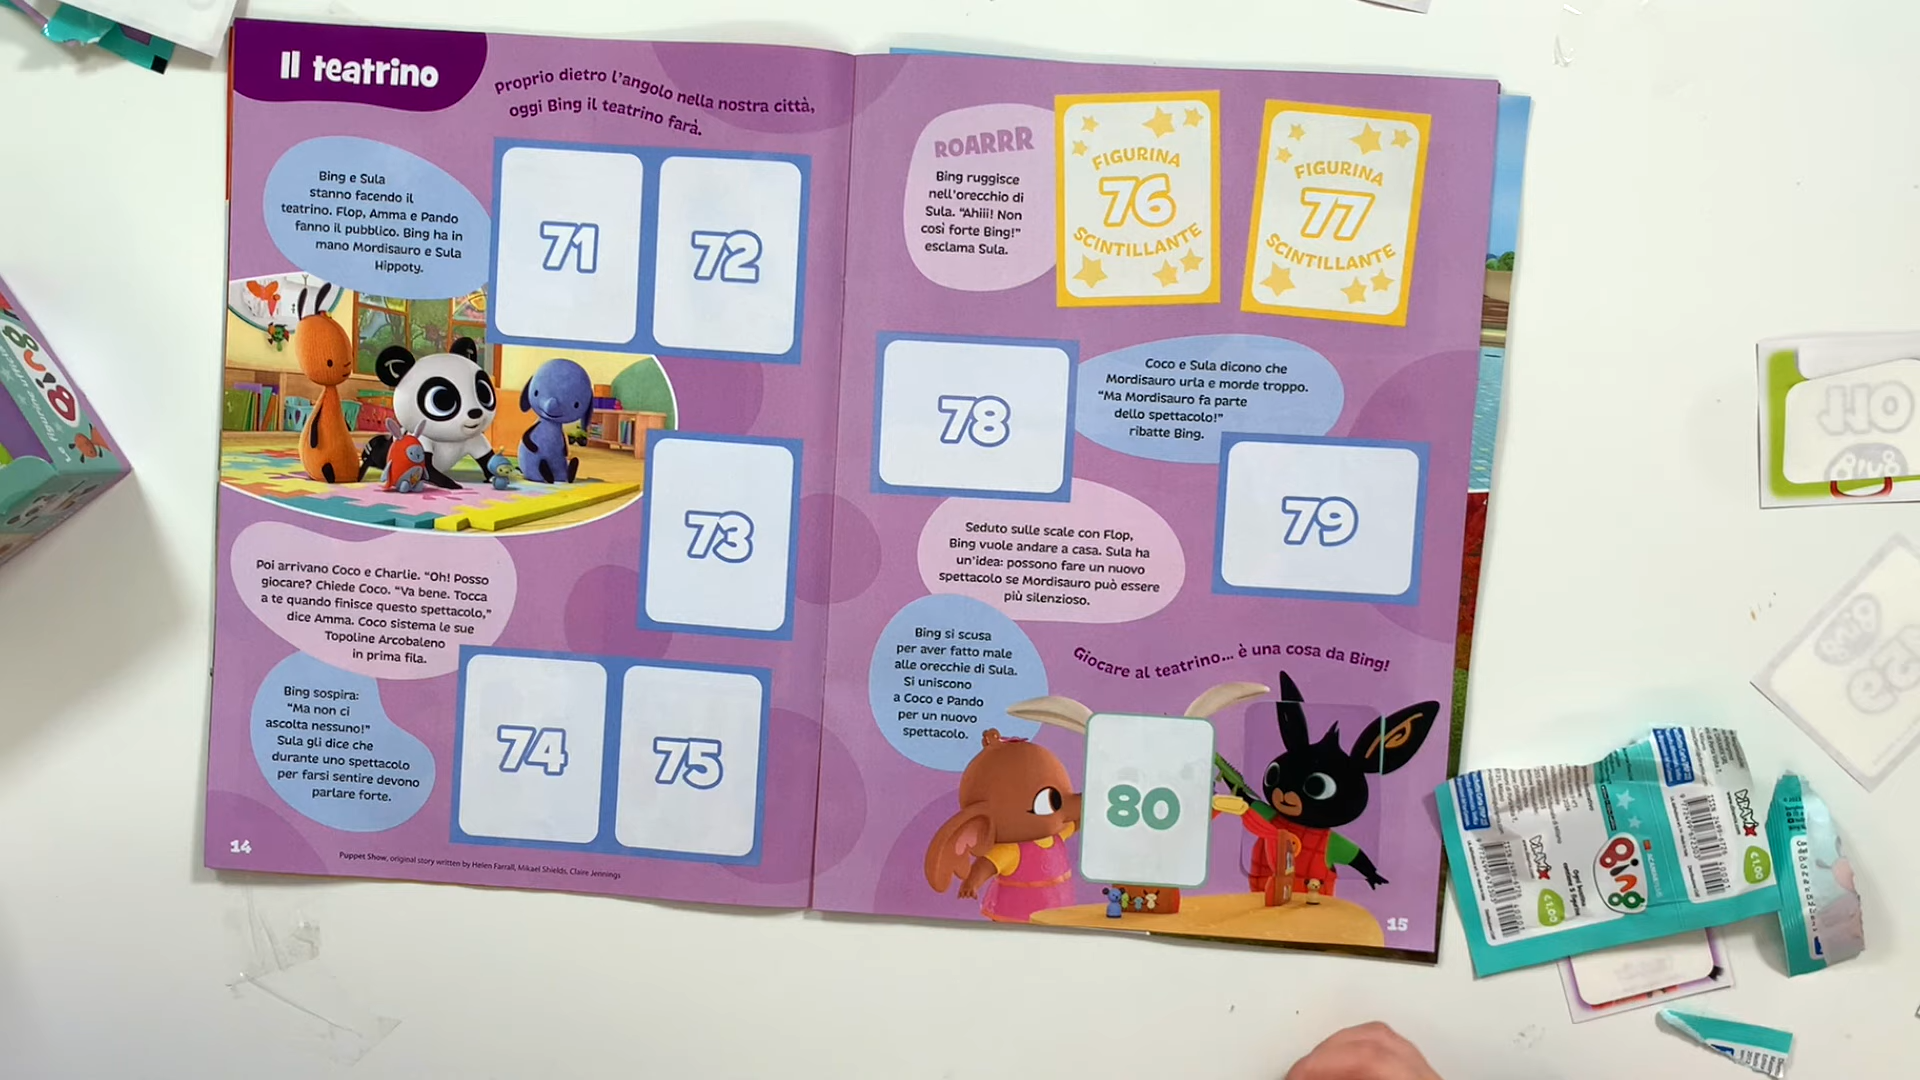 Il teatrino
Proprio dietro l'angolo nella nostra città,
oggi Bing il teatrino farà.
Bing e Sula
stanno facendo il
teatrino. Flop, Amma e Pando
fanno il pubblico. Bing ha in
mano Mordisauro e Sula
Hippoty.
71
72
73
Poi arrivano Coco e Charlie. “Oh! Posso
giocare? Chiede Coco. “Va bene. Tocca
a te quando finisce questo spettacolo,”
dice Amma. Coco sistema le sue
Topoline Arcobaleno
in prima fila.
Bing sospira:
“Ma non ci
ascolta nessuno!”
Sula gli dice che
durante uno spettacolo
per farsi sentire devono
parlare forte.
74
75
14
Puppet Show, original story written by Helen Farrall, Mikael Shields, Claire Jennings
ROARRR
Bing ruggisce
nell'orecchio di
Sula. “Ahiii! Non
così forte Bing!”
esclama Sula.
FIGURINA
76
SCINTILLANTE
FIGURINA
77
SCINTILLANTE
78
Coco e Sula dicono che
Mordisauro urla e morde troppo.
“Ma Mordisauro fa parte
dello spettacolo!”
ribatte Bing.
79
Seduto sulle scale con Flop,
Bing vuole andare a casa. Sula ha
un'idea: possono fare un nuovo
spettacolo se Mordisauro può essere
più silenzioso.
Bing si scusa
per aver fatto male
alle orecchie di Sula.
Si uniscono
a Coco e Pando
per un nuovo
spettacolo.
Giocare al teatrino... è una cosa da Bing!
80
15
Bing
Bing
€1,00
€1,00